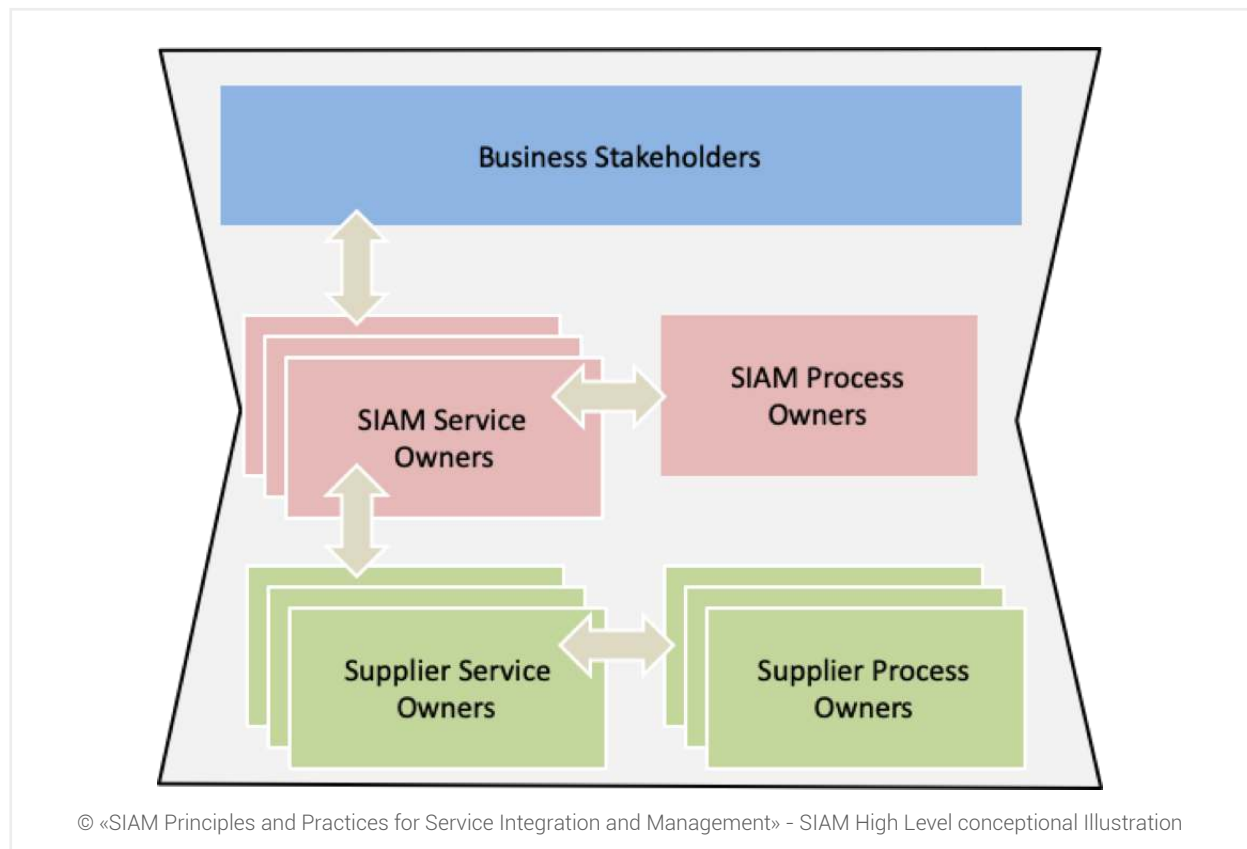 Business Stakeholders
SIAM Service
Owners
SIAM Process
Owners
Supplier Service
Owners
Supplier Process
Owners
© «SIAM Principles and Practices for Service Integration and Management» - SIAM High Level conceptional Illustration